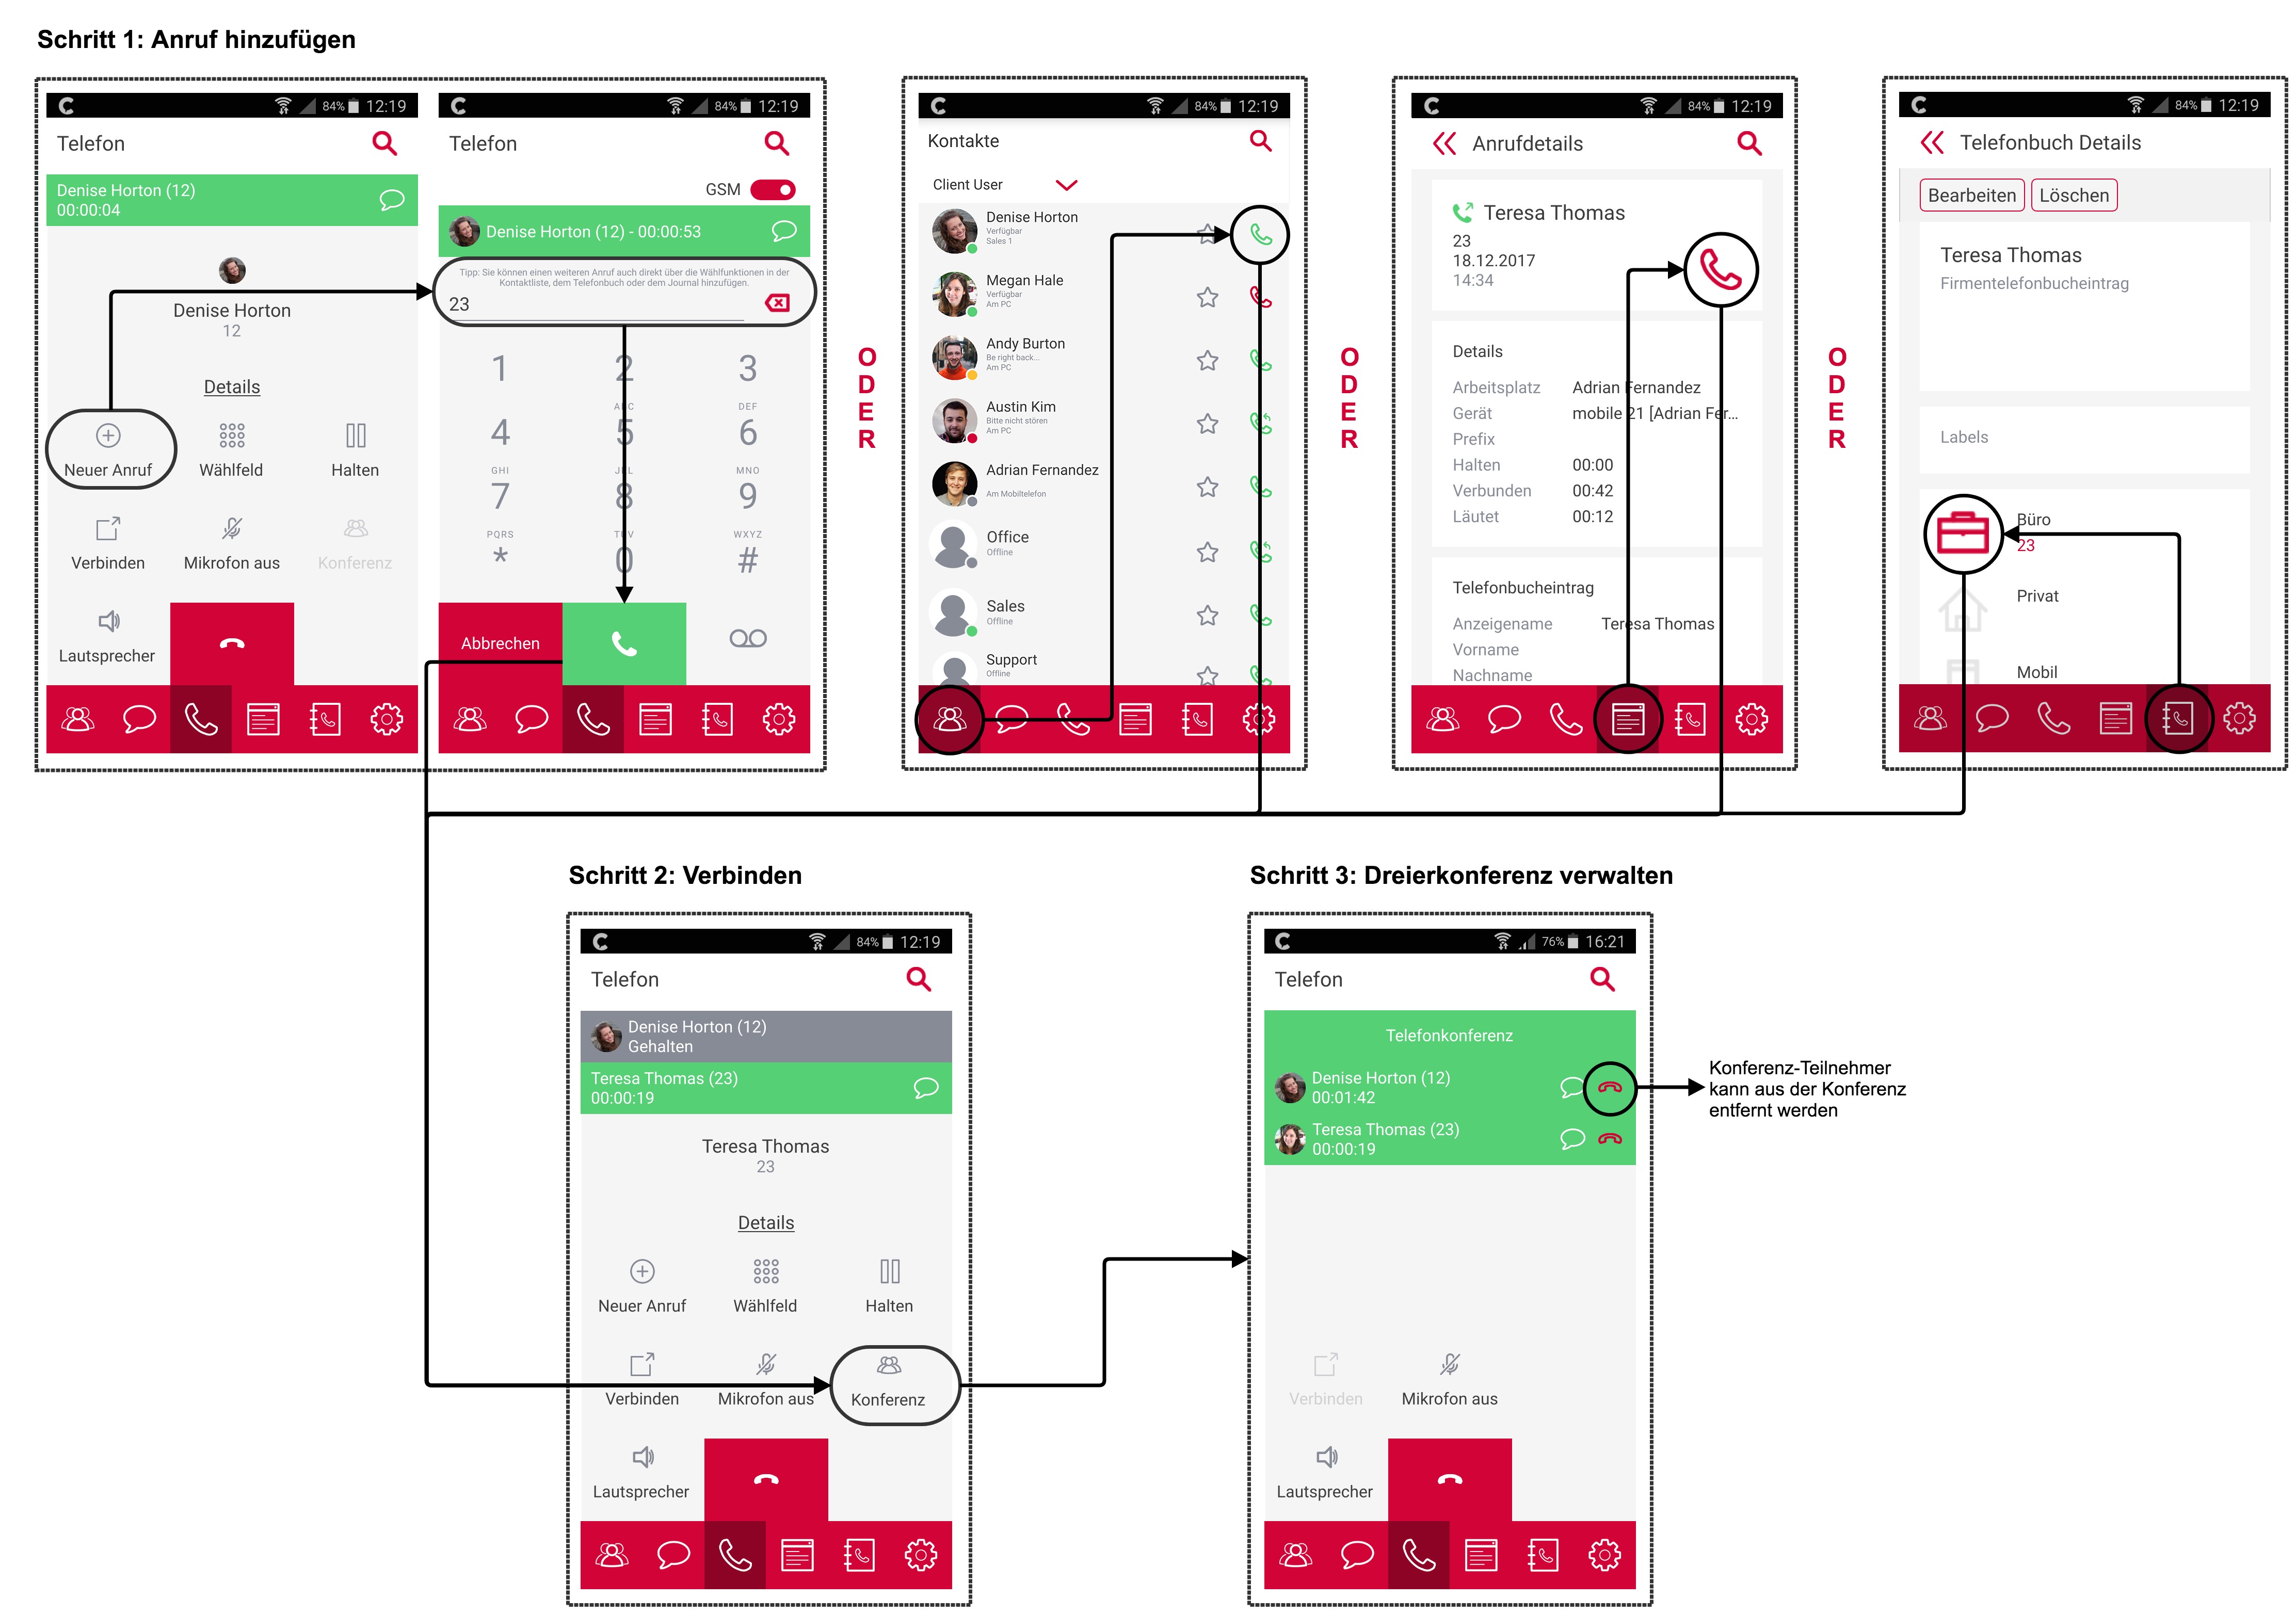 Schritt 1: Anruf hinzufügen
84% 12:19
Telefon
Denise Horton (12)
00:00:04
Denise Horton
12
Details
Neuer Anruf
Wählfeld
Halten
Verbinden
Mikrofon aus
Konferenz
Lautsprecher
84% 12:19
Telefon
GSM
Denise Horton (12) - 00:00:53
Tipp: Sie können einen weiteren Anruf auch direkt über die Wählfunktionen in der
Kontaktliste, dem Telefonbuch oder dem Journal hinzufügen.
23
1 2 3
ABC DEF
4 5 6
GHI JKL MNO
7 8 9
PQRS TUV WXYZ
* 0 #
Abbrechen
ODER
84% 12:19
Kontakte
Client User
Denise Horton
Verfügbar
Sales 1
Megan Hale
Verfügbar
Am PC
Andy Burton
Be right back...
Am PC
Austin Kim
Bitte nicht stören
Am PC
Adrian Fernandez
Am Mobiltelefon
Office
Offline
Sales
Offline
Support
Offline
ODER
84% 12:19
Anrufdetails
Teresa Thomas
23
18.12.2017
14:34
Details
Arbeitsplatz Adrian Fernandez
Gerät mobile 21 [Adrian Fer...
Prefix
Halten 00:00
Verbunden 00:42
Läutet 00:12
Telefonbucheintrag
Anzeigename Teresa Thomas
Vorname
Nachname
ODER
84% 12:19
Telefonbuch Details
Bearbeiten Löschen
Teresa Thomas
Firmentelefonbucheintrag
Labels
Büro
23
Privat
Mobil
Schritt 2: Verbinden
84% 12:19
Telefon
Denise Horton (12)
Gehalten
Teresa Thomas (23)
00:00:19
Teresa Thomas
23
Details
Neuer Anruf
Wählfeld
Halten
Verbinden
Mikrofon aus
Konferenz
Lautsprecher
Schritt 3: Dreierkonferenz verwalten
76% 16:21
Telefon
Telefonkonferenz
Denise Horton (12)
00:01:42
Teresa Thomas (23)
00:00:19
Verbinden
Mikrofon aus
Lautsprecher
Konferenz-Teilnehmer
kann aus der Konferenz
entfernt werden